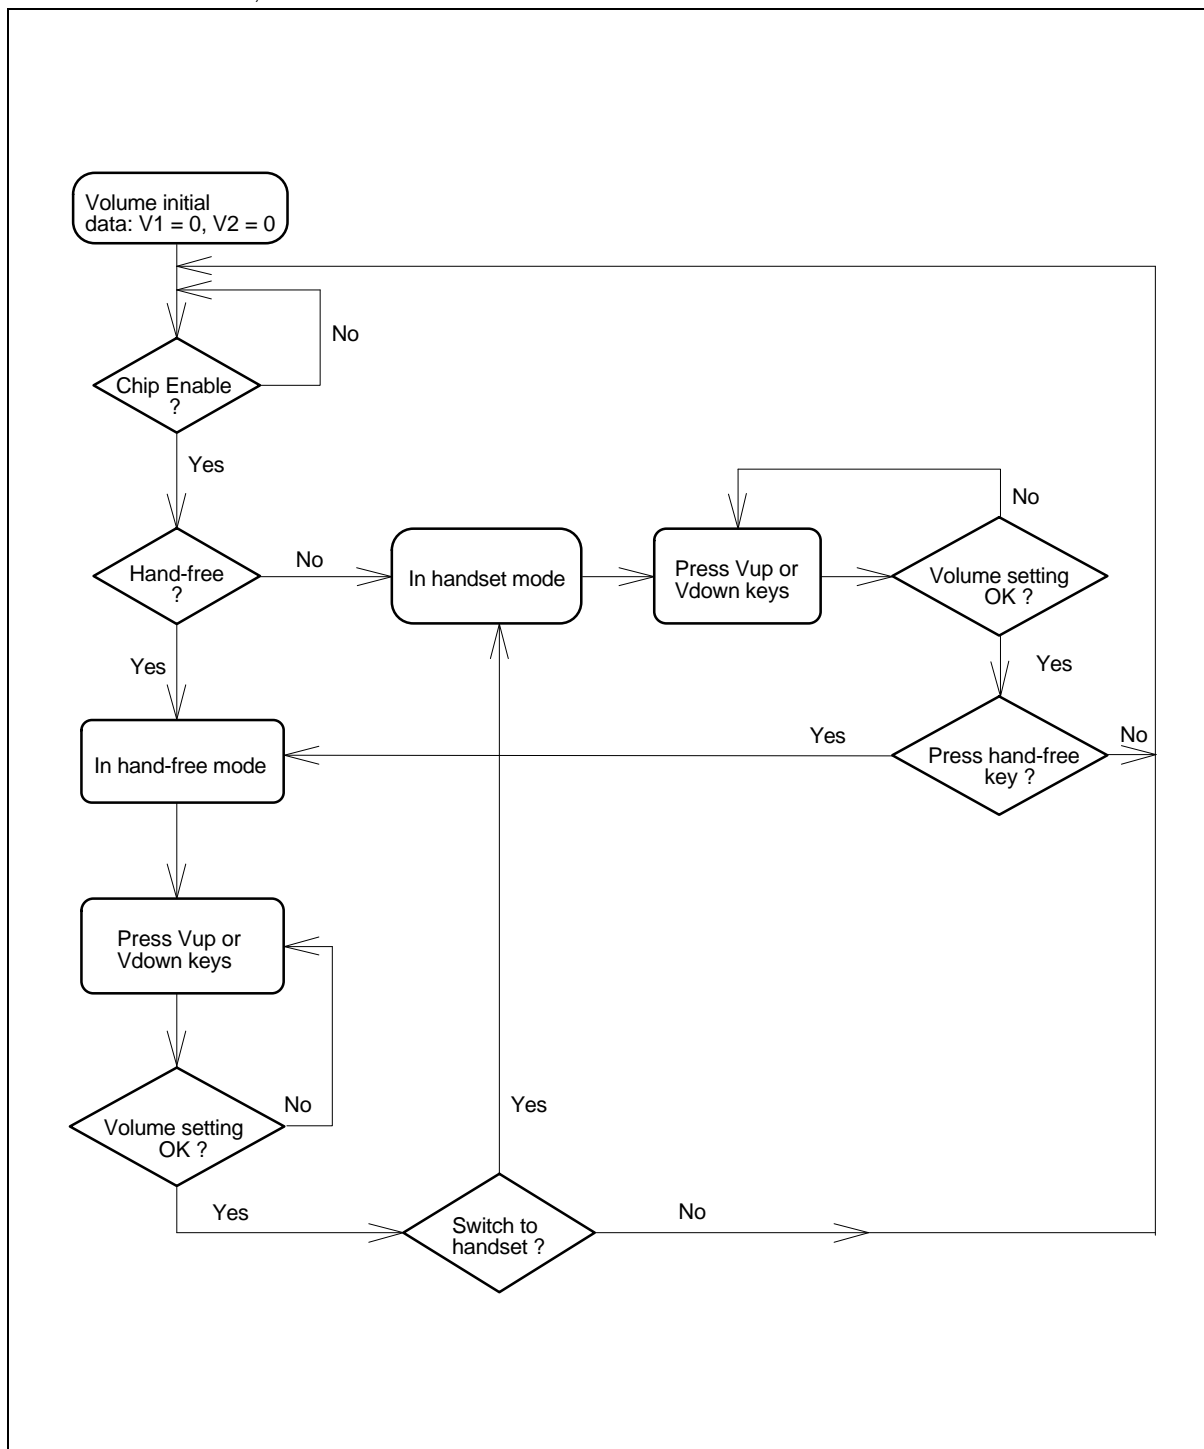 Volume initial
data: V1 = 0, V2 = 0
No
Chip Enable
?
Yes
No
Hand-free
?
No
In handset mode
Press Vup or
Vdown keys
Volume setting
OK ?
Yes
Yes
In hand-free mode
Yes
Press hand-free
key ?
No
Press Vup or
Vdown keys
No
Volume setting
OK ?
Yes
Yes
Switch to
handset ?
No